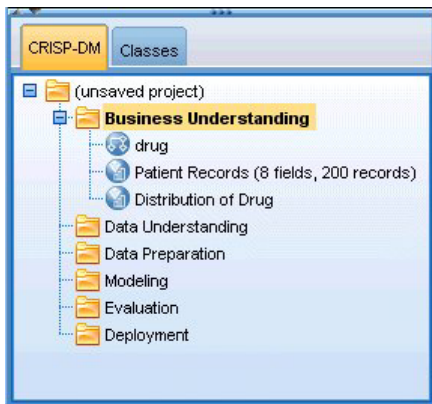 CRISP-DM Classes
(unsaved project)
Business Understanding
drug
Patient Records (8 fields, 200 records)
Distribution of Drug
Data Understanding
Data Preparation
Modeling
Evaluation
Deployment